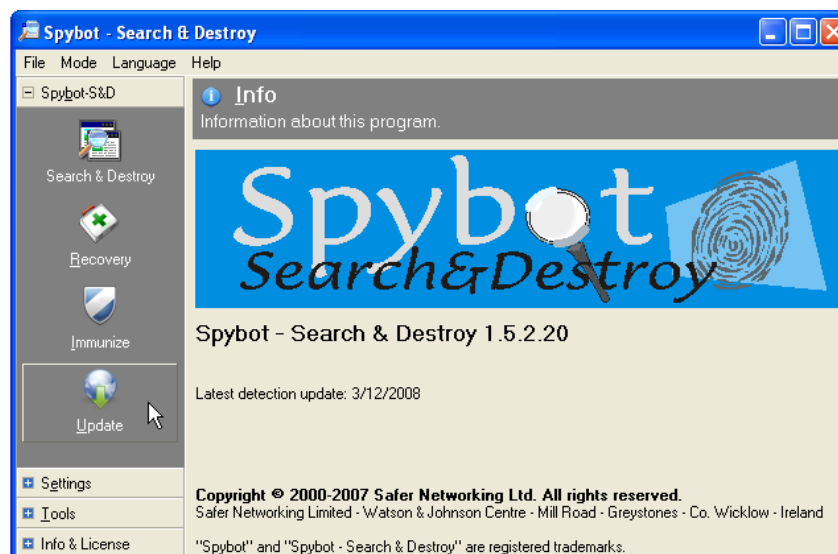 Spybot - Search & Destroy
File Mode Language Help
Spybot-S&D
Search & Destroy
Recovery
Immunize
Update
Settings
Tools
Info & License
Info
Information about this program.
Spybot
Search&Destroy
Spybot - Search & Destroy 1.5.2.20
Latest detection update: 3/12/2008
Copyright © 2000-2007 Safer Networking Ltd. All rights reserved.
Safer Networking Limited - Watson & Johnson Centre - Mill Road - Greystones - Co. Wicklow - Ireland
"Spybot" and "Spybot - Search & Destroy" are registered trademarks.